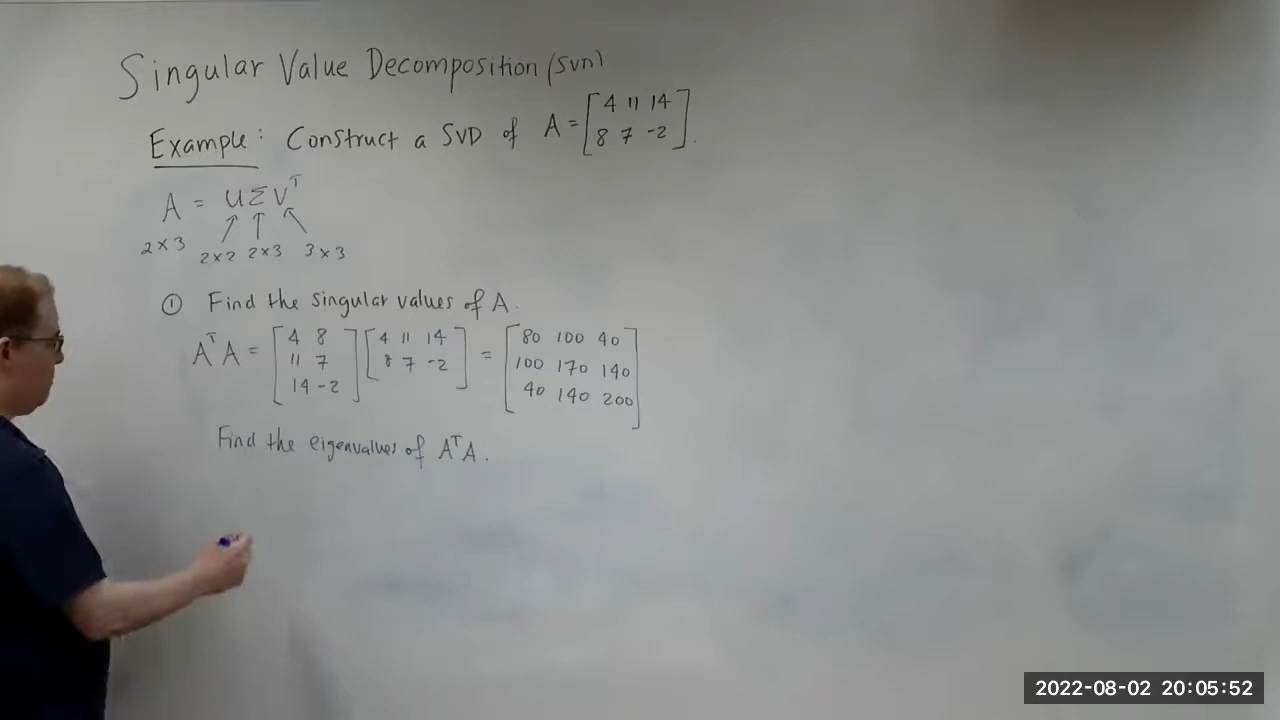 Singular Value Decomposition (SVD)
Example: Construct a SVD of A = [4 11 14
8 7 -2].
A = UΣVᵀ
2×3 2×2 2×3 3×3
① Find the singular values of A.
AᵀA = [4 8
11 7
14 -2] [4 11 14
8 7 -2] = [80 100 40
100 170 140
40 140 200]
Find the eigenvalues of AᵀA.
2022-08-02 20:05:52